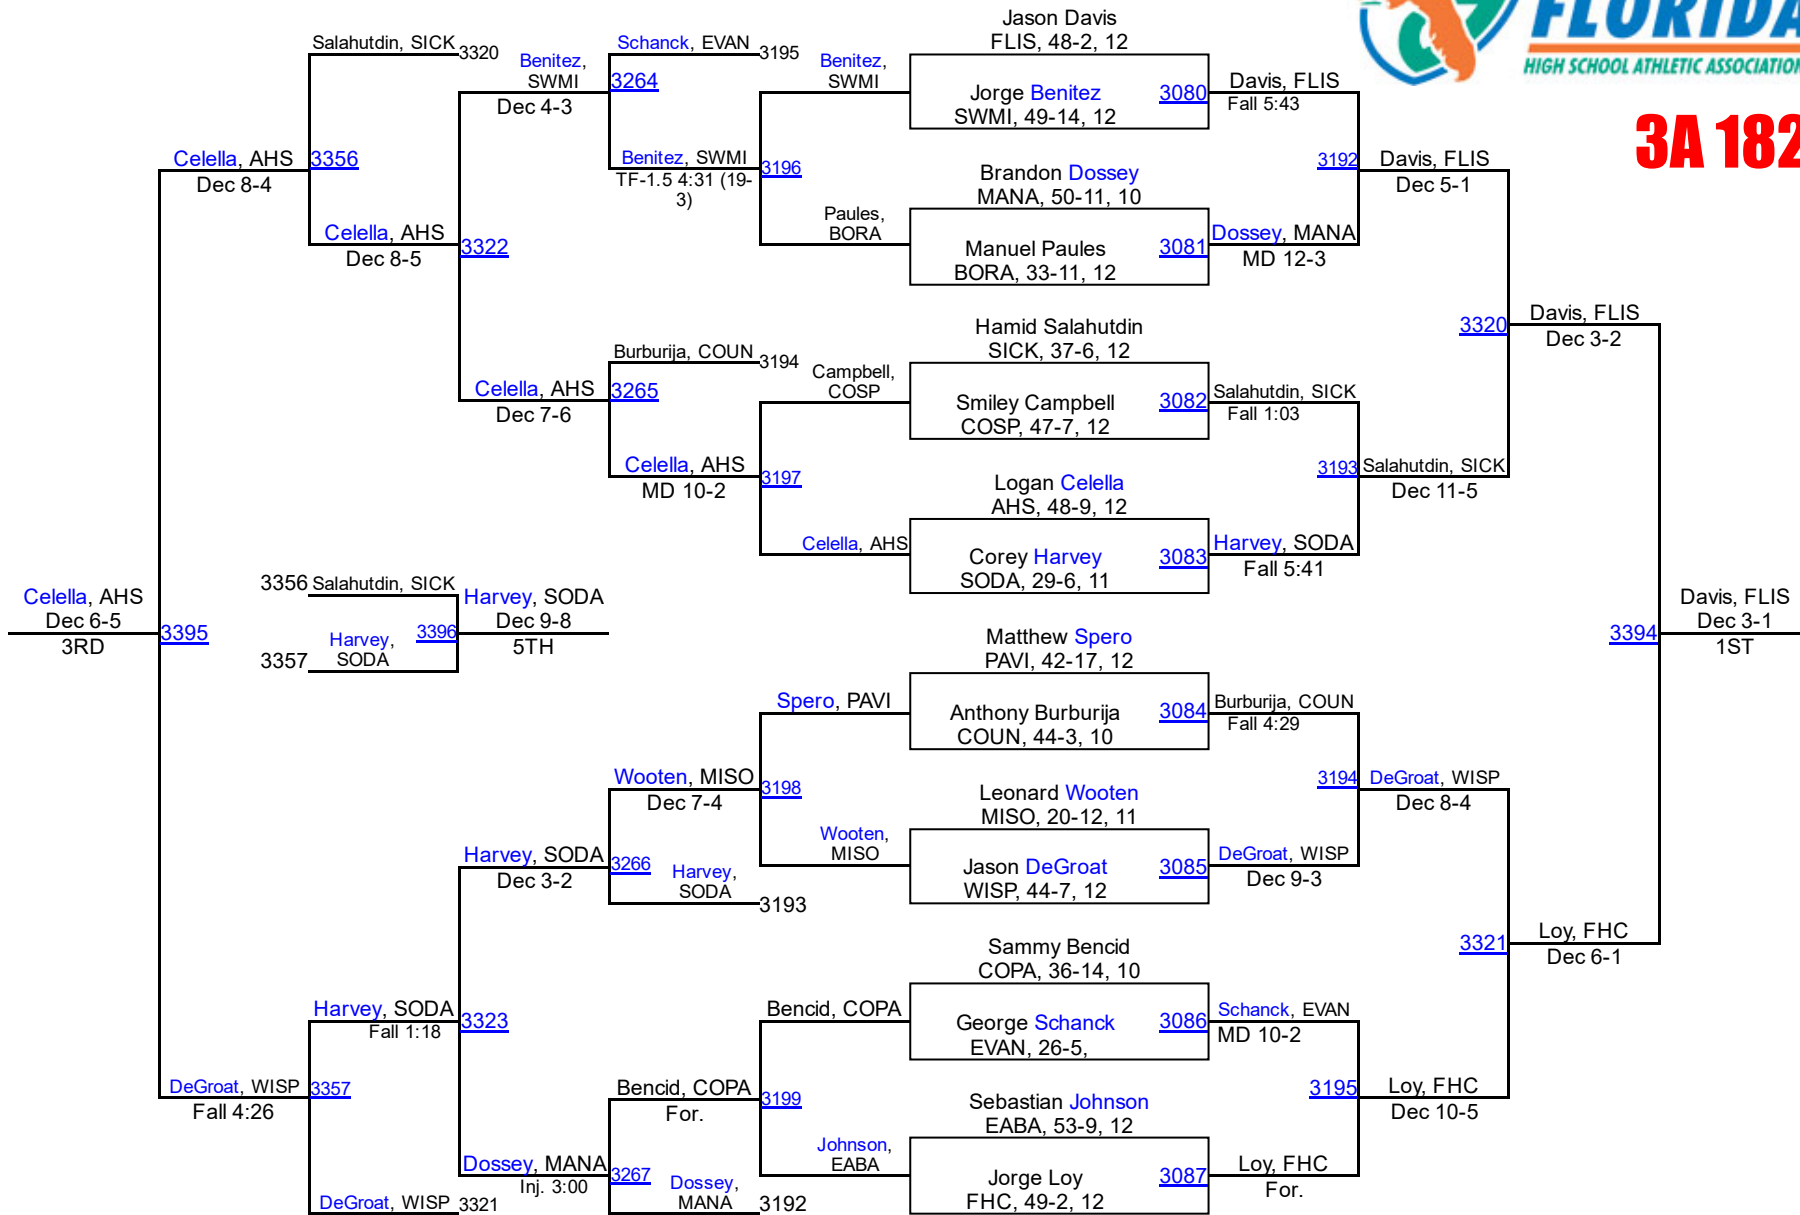 FLORIDA
HIGH SCHOOL ATHLETIC ASSOCIATION
3A 182
Jason Davis
FLIS, 48-2, 12
Jorge Benitez
SWMI, 49-14, 12
3080
Brandon Dossey
MANA, 50-11, 10
Manuel Paules
BORA, 33-11, 12
3081
Hamid Salahutdin
SICK, 37-6, 12
Smiley Campbell
COSP, 47-7, 12
3082
Logan Celella
AHS, 48-9, 12
Corey Harvey
SODA, 29-6, 11
3083
Matthew Spero
PAVI, 42-17, 12
Anthony Burburija
COUN, 44-3, 10
3084
Leonard Wooten
MISO, 20-12, 11
Jason DeGroat
WISP, 44-7, 12
3085
Sammy Bencid
COPA, 36-14, 10
George Schanck
EVAN, 26-5,
3086
Sebastian Johnson
EABA, 53-9, 12
Jorge Loy
FHC, 49-2, 12
3087
Davis, FLIS
Fall 5:43
3192
Dossey, MANA
MD 12-3
Salahutdin, SICK
Fall 1:03
3193
Harvey, SODA
Fall 5:41
Burburija, COUN
Fall 4:29
3194
DeGroat, WISP
Dec 9-3
Schanck, EVAN
MD 10-2
3195
Loy, FHC
For.
Davis, FLIS
Dec 5-1
3320
Salahutdin, SICK
Dec 11-5
DeGroat, WISP
Dec 8-4
3321
Loy, FHC
Dec 10-5
Davis, FLIS
Dec 3-2
3394
Loy, FHC
Dec 6-1
Davis, FLIS
Dec 3-1
1ST
Benitez,
SWMI
3196
Paules,
BORA
Campbell,
COSP
3197
Celella, AHS
Spero, PAVI
3198
Wooten,
MISO
Bencid, COPA
3199
Johnson,
EABA
Schanck, EVAN
3195
3264
Benitez, SWMI
TF-1.5 4:31 (19-
3)
Burburija, COUN
3194
3265
Celella, AHS
MD 10-2
Wooten, MISO
Dec 7-4
3266
Harvey,
SODA
3193
Bencid, COPA
For.
3267
Dossey,
MANA
3192
Benitez,
SWMI
Dec 4-3
3322
Celella, AHS
Dec 7-6
Harvey, SODA
Dec 3-2
3323
Dossey, MANA
Inj. 3:00
Salahutdin, SICK
3320
3356
Celella, AHS
Dec 8-5
Harvey, SODA
Fall 1:18
3357
DeGroat, WISP
3321
Celella, AHS
Dec 8-4
3395
DeGroat, WISP
Fall 4:26
Celella, AHS
Dec 6-5
3RD
3356
Salahutdin, SICK
3396
3357
Harvey,
SODA
Harvey, SODA
Dec 9-8
5TH